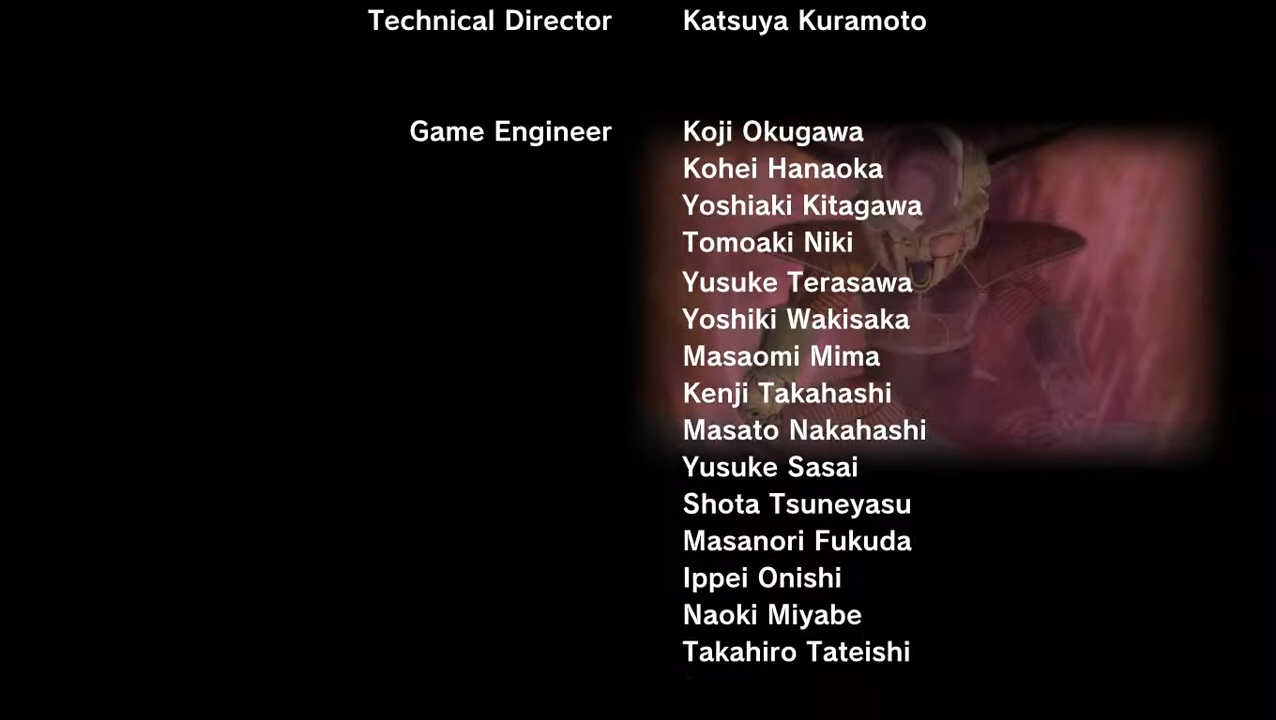 Technical Director Katsuya Kuramoto
Game Engineer Koji Okugawa
Kohei Hanaoka
Yoshiaki Kitagawa
Tomoaki Niki
Yusuke Terasawa
Yoshiki Wakisaka
Masaomi Mima
Kenji Takahashi
Masato Nakahashi
Yusuke Sasai
Shota Tsuneyasu
Masanori Fukuda
Ippei Onishi
Naoki Miyabe
Takahiro Tateishi